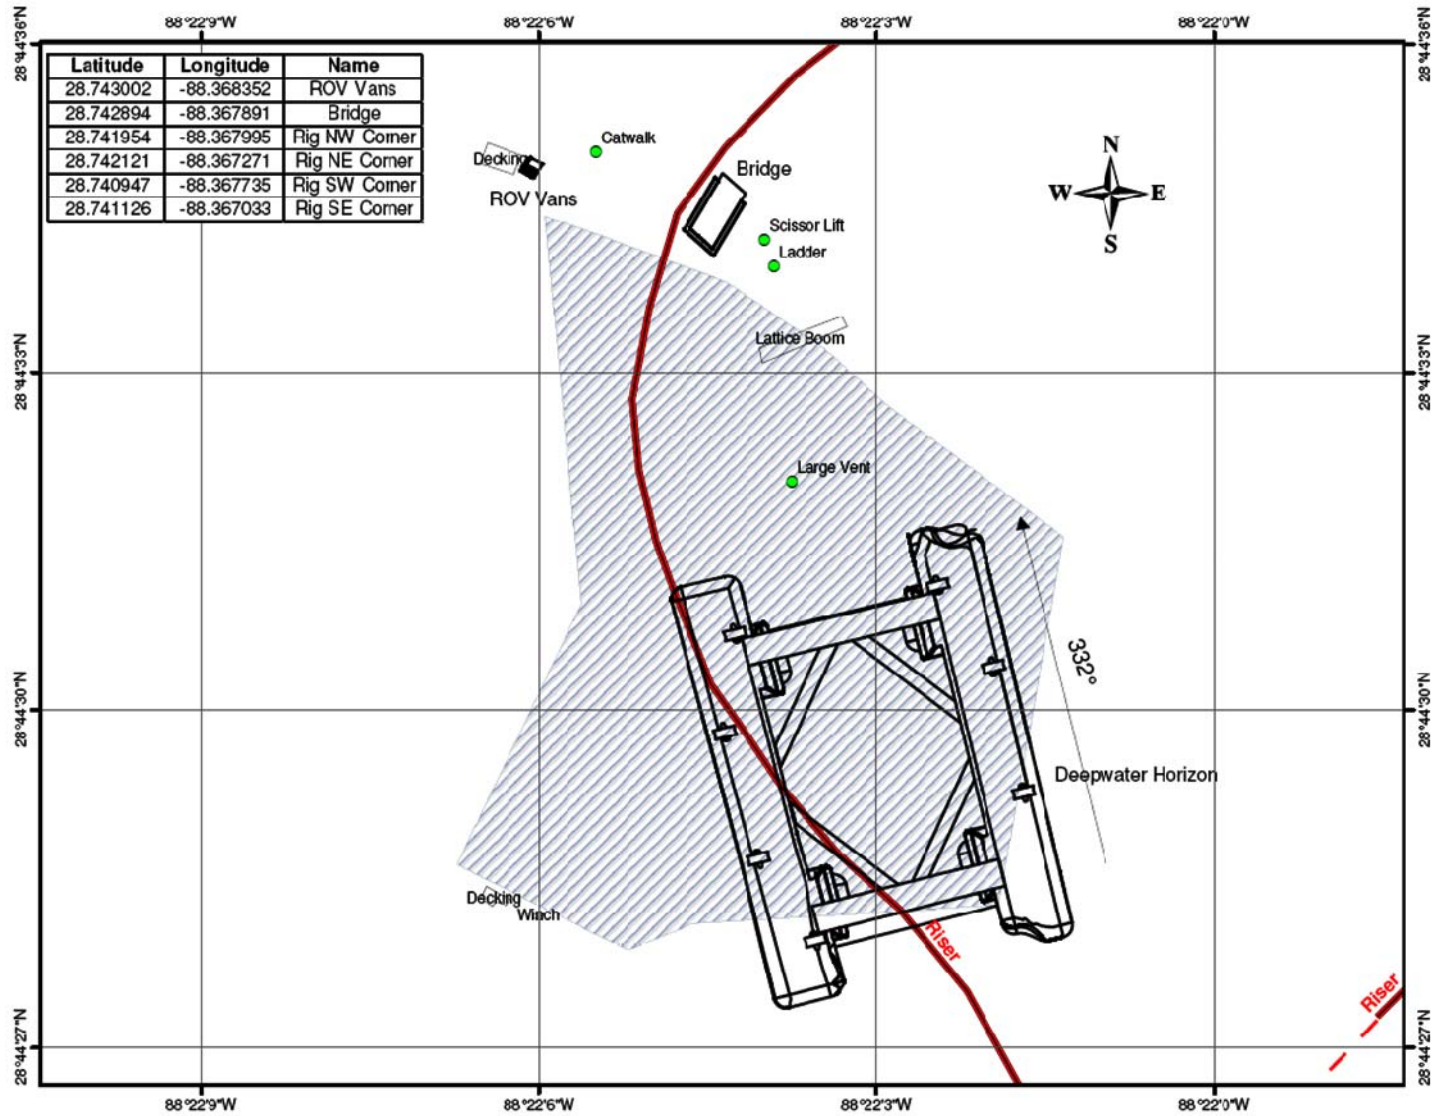 88°22'9"W 88°22'6"W 88°22'3"W 88°22'0"W
28°44'36"N 28°44'36"N
Latitude Longitude Name
28.743002 -88.368352 ROV Vans
28.742894 -88.367891 Bridge
28.741954 -88.367995 Rig NW Corner
28.742121 -88.367271 Rig NE Corner
28.740947 -88.367735 Rig SW Corner
28.741126 -88.367033 Rig SE Corner
Catwalk
Decking
ROV Vans
Bridge
N
W E
S
Scissor Lift
Ladder
Lattice Boom
28°44'33"N 28°44'33"N
Large Vent
332°
28°44'30"N 28°44'30"N
Deepwater Horizon
Decking
Winch
Riser
Riser
28°44'27"N 28°44'27"N
88°22'9"W 88°22'6"W 88°22'3"W 88°22'0"W